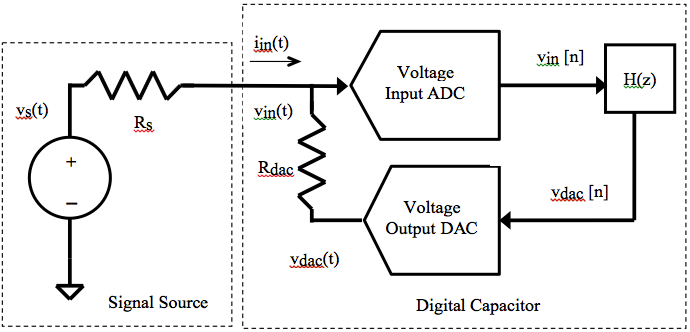 iin(t)
Voltage
Input ADC
vin [n]
H(z)
vs(t)
Rs
vin(t)
+
Rdac
Voltage
Output DAC
vdac [n]
vdac(t)
Signal Source
Digital Capacitor